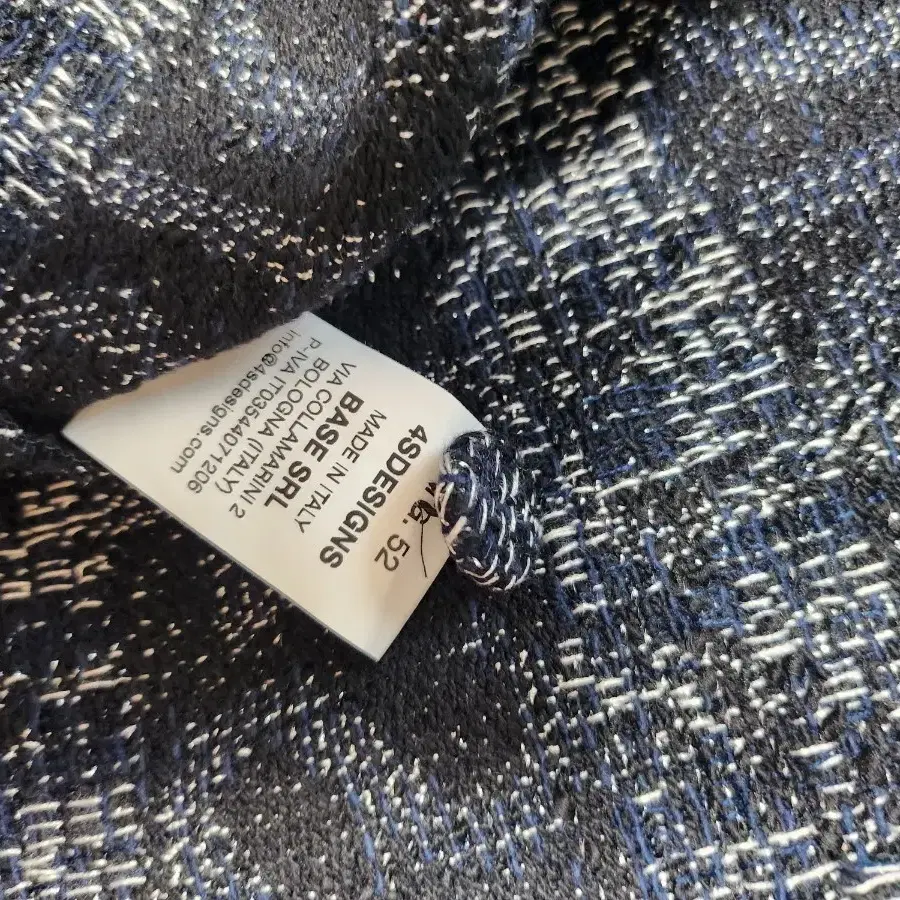 G. 52
4SDESIGNS
MADE IN ITALY
BASE SRL
VIA COLLAMARINI 2
BOLOGNA (ITALY)
P-IVA IT03544071206
info@4sdesigns.com